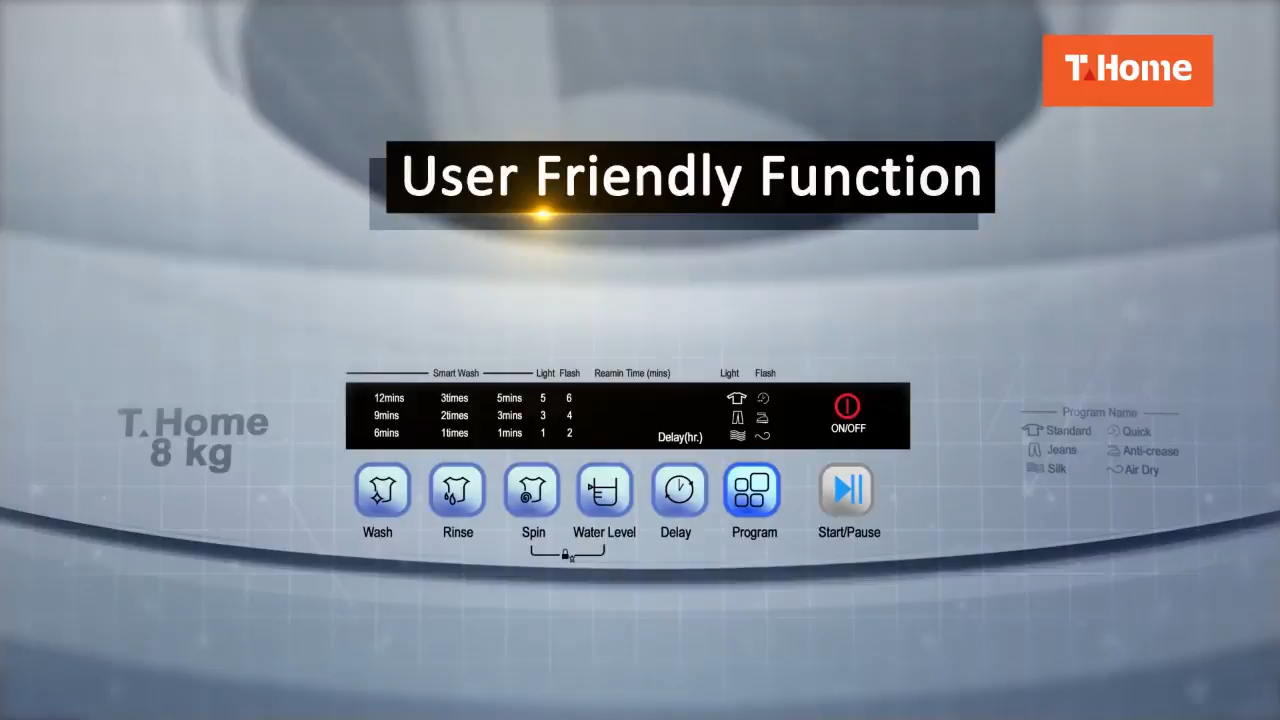 T.Home
User Friendly Function
Smart Wash Light Flash Reamin Time (mins) Light Flash
12mins 3times 5mins 5 6
9mins 2times 3mins 3 4
6mins 1times 1mins 1 2
Delay(hr.)
ON/OFF
T.Home
8 kg
Program Name
Standard Quick
Jeans Anti-crease
Silk Air Dry
Wash Rinse Spin Water Level Delay Program Start/Pause